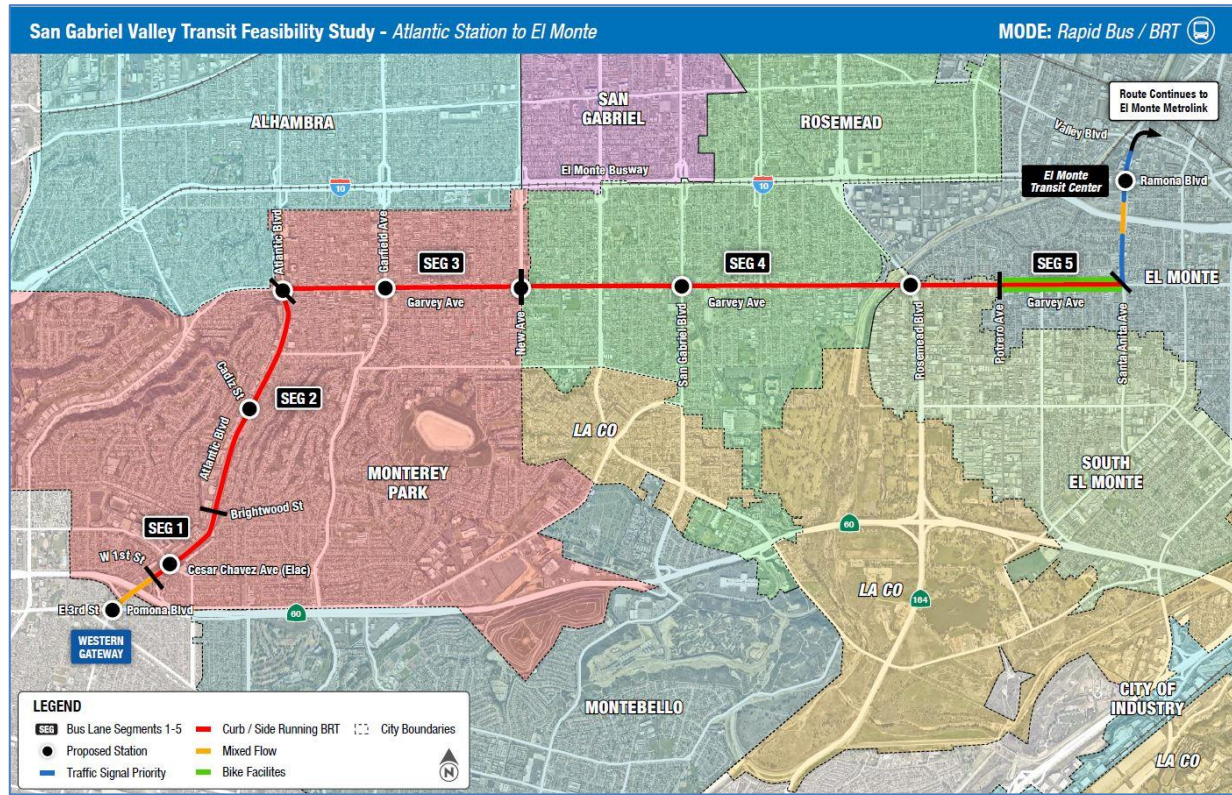 San Gabriel Valley Transit Feasibility Study - Atlantic Station to El Monte
MODE: Rapid Bus / BRT
Route Continues to
El Monte Metrolink
ALHAMBRA
SAN
GABRIEL
ROSEMEAD
Valley Blvd
El Monte Busway
10
10
El Monte
Transit Center
Ramona Blvd
Atlantic Blvd
Garfield Ave
SEG 3
Garvey Ave
New Ave
SEG 4
Garvey Ave
San Gabriel Blvd
Rosemead Blvd
Potrero Ave
SEG 5
Garvey Ave
Santa Anita Ave
EL MONTE
Cadiz St
SEG 2
Atlantic Blvd
LA CO
MONTEREY
PARK
SOUTH
EL MONTE
Brightwood St
SEG 1
W 1st St
Cesar Chavez Ave (Elac)
60
E 3rd St
Pomona Blvd
60
LA CO
164
WESTERN
GATEWAY
MONTEBELLO
CITY OF
INDUSTRY
LA CO
LEGEND
SEG Bus Lane Segments 1-5
Curb / Side Running BRT
City Boundaries
Proposed Station
Mixed Flow
Traffic Signal Priority
Bike Facilites
N